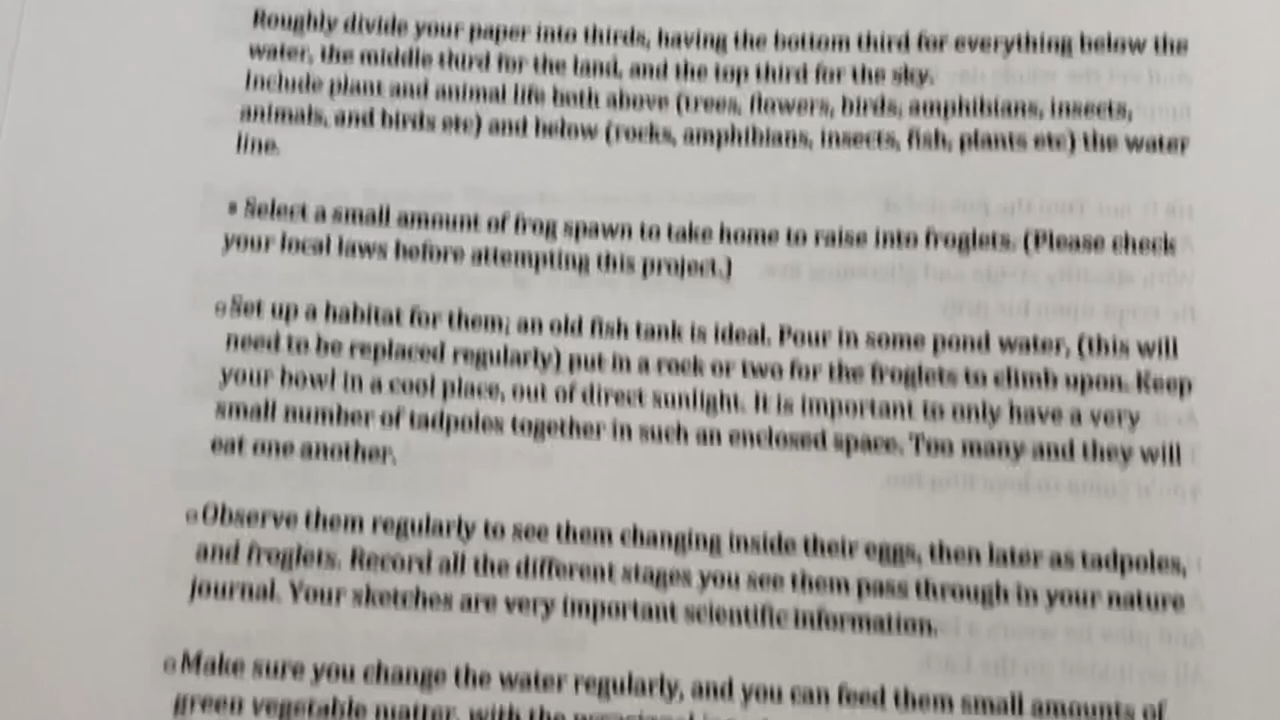 Roughly divide your paper into thirds, having the bottom third for everything below the
water, the middle third for the land, and the top third for the sky.
Include plant and animal life both above (trees, flowers, birds, amphibians, insects,
animals, and birds etc) and below (rocks, amphibians, insects, fish, plants etc) the water
line.
• Select a small amount of frog spawn to take home to raise into froglets. (Please check
your local laws before attempting this project.)
o Set up a habitat for them; an old fish tank is ideal. Pour in some pond water, (this will
need to be replaced regularly) put in a rock or two for the froglets to climb upon. Keep
your bowl in a cool place, out of direct sunlight. It is important to only have a very
small number of tadpoles together in such an enclosed space. Too many and they will
eat one another.
o Observe them regularly to see them changing inside their eggs, then later as tadpoles,
and froglets. Record all the different stages you see them pass through in your nature
journal. Your sketches are very important scientific information.
o Make sure you change the water regularly, and you can feed them small amounts of
green vegetable matter, with the occasional